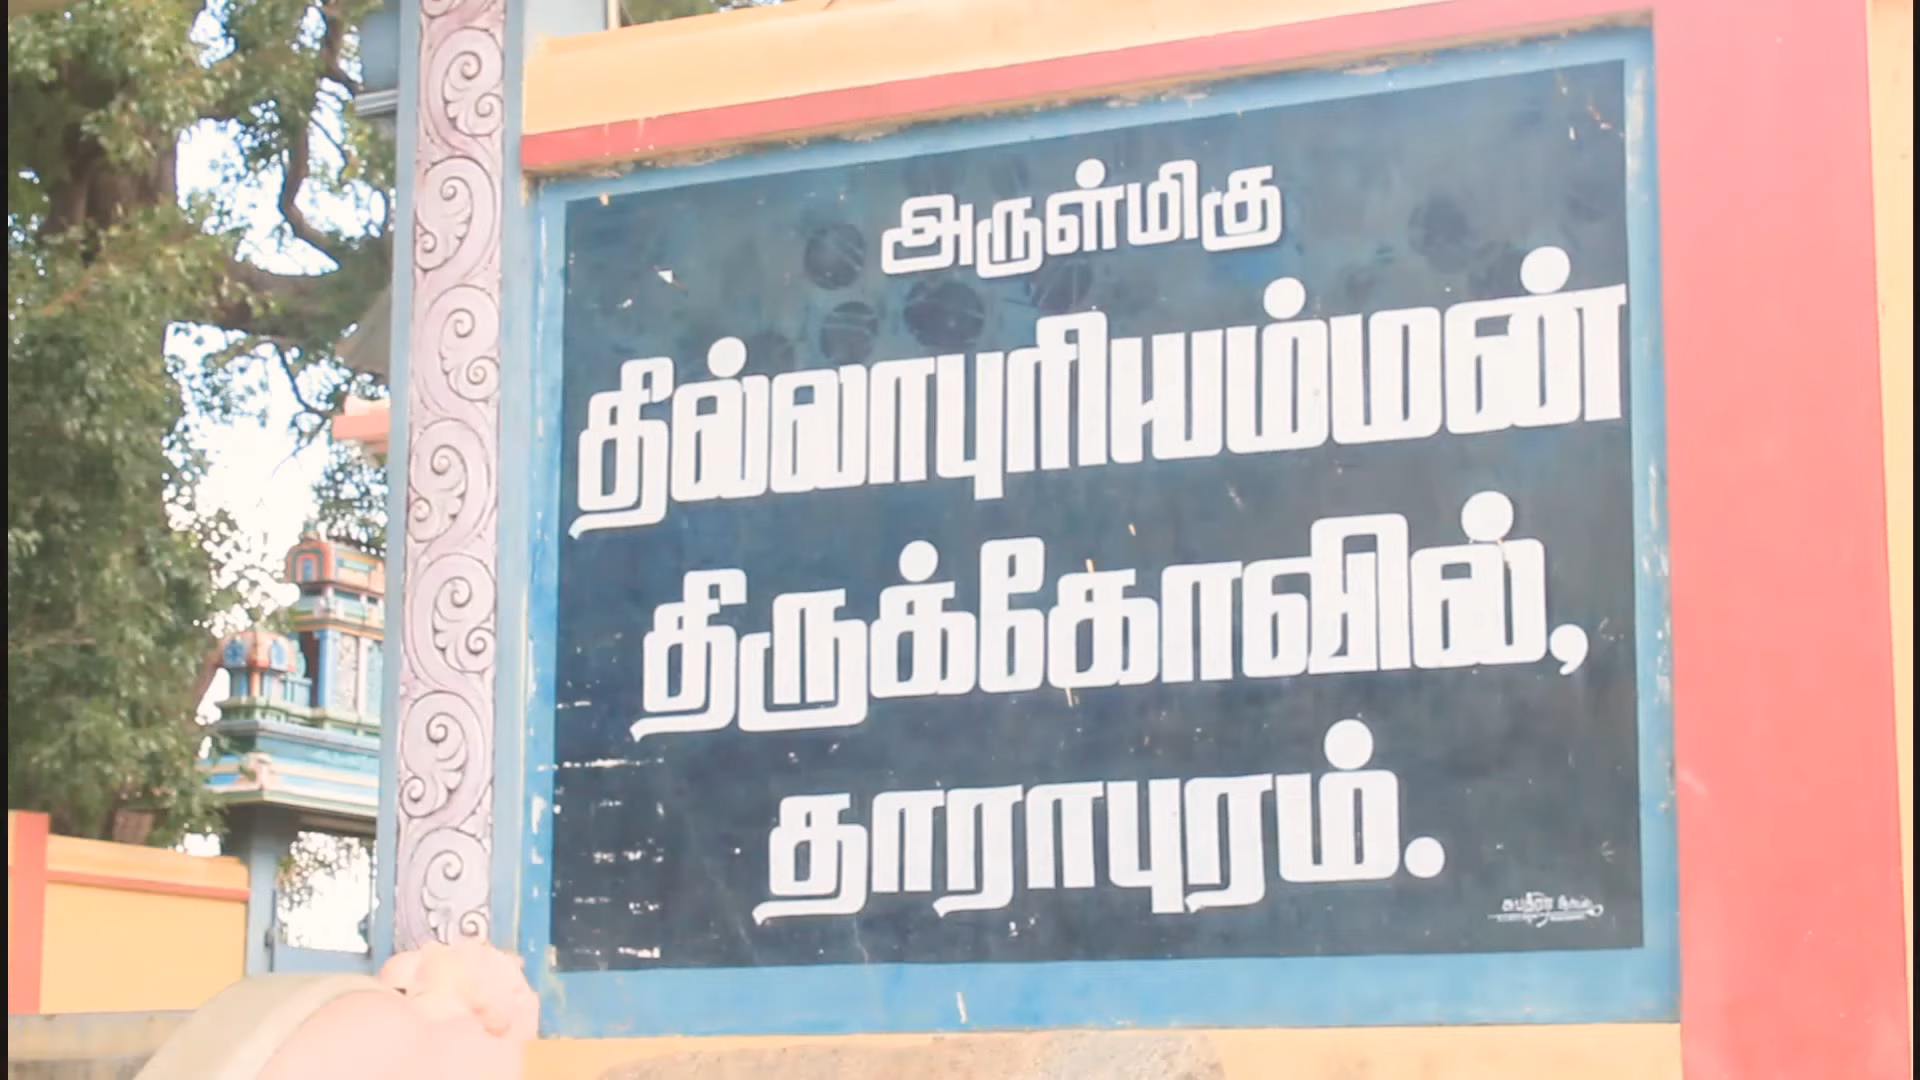 அருள்மிகு
தில்லாபுரியம்மன்
திருக்கோவில்,
தாராபுரம்.